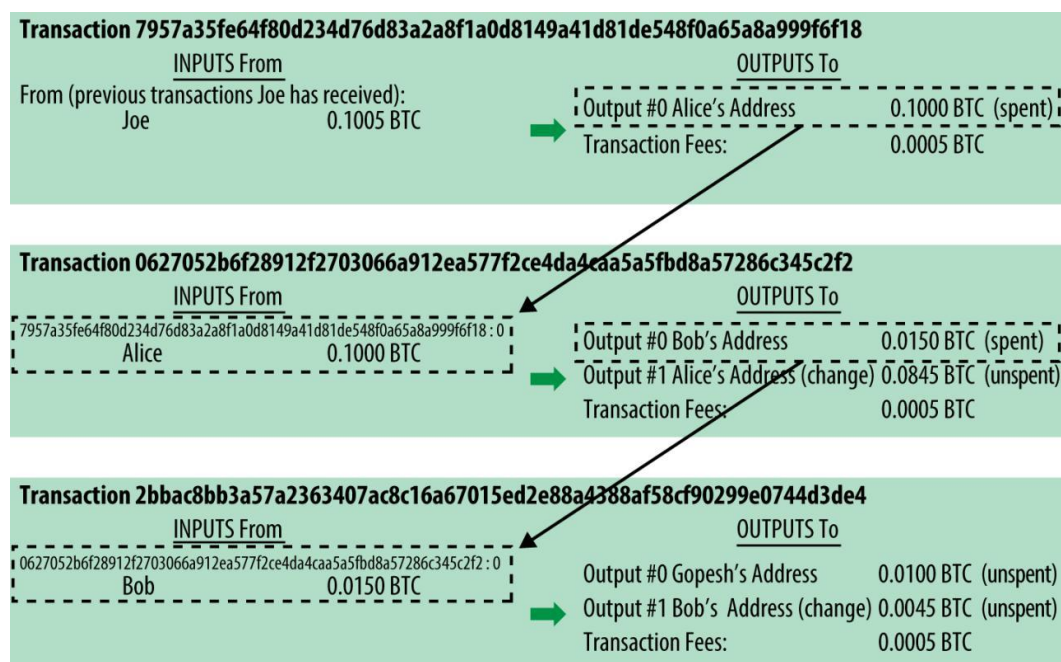 Transaction 7957a35fe64f80d234d76d83a2a8f1a0d8149a41d81de548f0a65a8a999f6f18
INPUTS From
OUTPUTS To
From (previous transactions Joe has received):
Joe 0.1005 BTC
Output #0 Alice's Address 0.1000 BTC (spent)
Transaction Fees: 0.0005 BTC
Transaction 0627052b6f28912f2703066a912ea577f2ce4da4caa5a5fbd8a57286c345c2f2
INPUTS From
OUTPUTS To
7957a35fe64f80d234d76d83a2a8f1a0d8149a41d81de548f0a65a8a999f6f18 : 0
Alice 0.1000 BTC
Output #0 Bob's Address 0.0150 BTC (spent)
Output #1 Alice's Address (change) 0.0845 BTC (unspent)
Transaction Fees: 0.0005 BTC
Transaction 2bbac8bb3a57a2363407ac8c16a67015ed2e88a4388af58cf90299e0744d3de4
INPUTS From
OUTPUTS To
0627052b6f28912f2703066a912ea577f2ce4da4caa5a5fbd8a57286c345c2f2 : 0
Bob 0.0150 BTC
Output #0 Gopesh's Address 0.0100 BTC (unspent)
Output #1 Bob's Address (change) 0.0045 BTC (unspent)
Transaction Fees: 0.0005 BTC